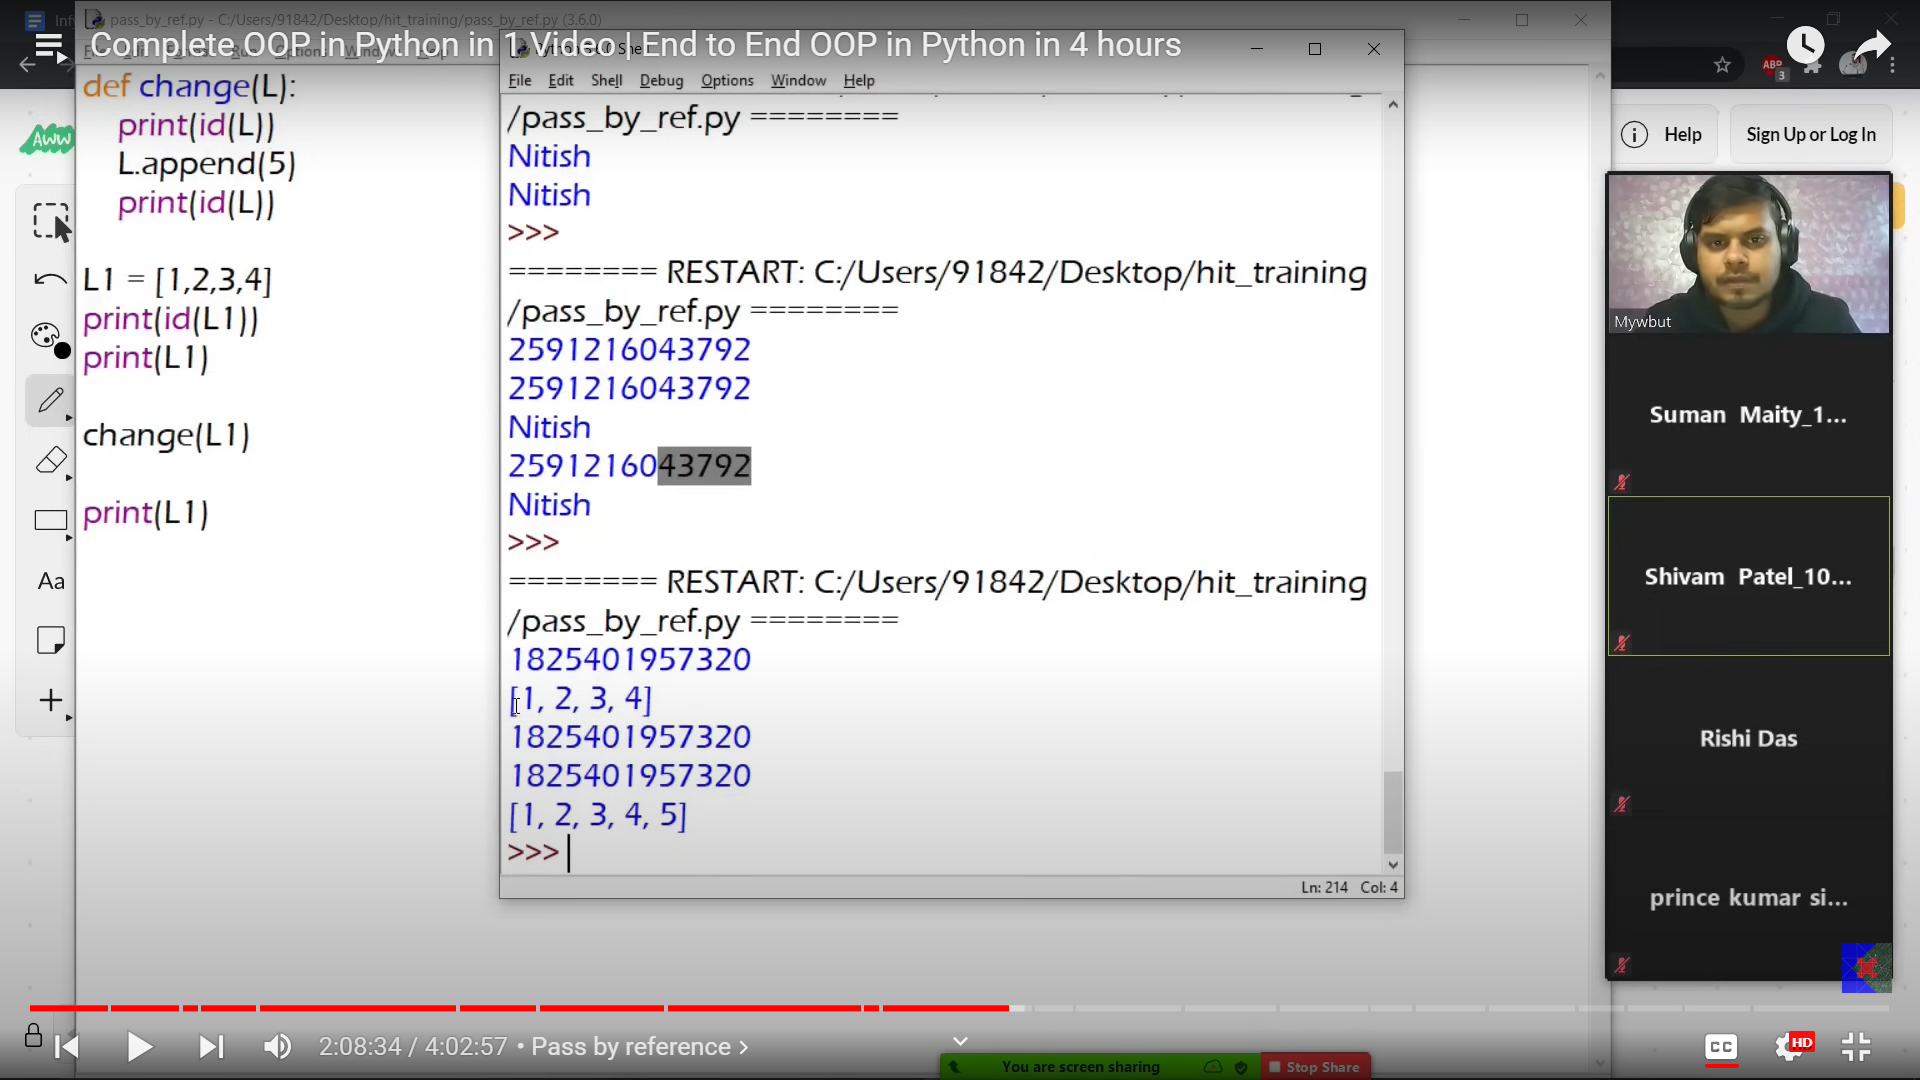 pass_by_ref.py - C:/Users/91842/Desktop/hit_training/pass_by_ref.py (3.6.0)
Complete OOP in Python in 1 Video | End to End OOP in Python in 4 hours
def change(L):
print(id(L))
L.append(5)
print(id(L))
L1 = [1,2,3,4]
print(id(L1))
print(L1)
change(L1)
print(L1)
File Edit Shell Debug Options Window Help
/pass_by_ref.py ========
Nitish
Nitish
>>>
======== RESTART: C:/Users/91842/Desktop/hit_training
/pass_by_ref.py ========
2591216043792
2591216043792
Nitish
2591216043792
Nitish
>>>
======== RESTART: C:/Users/91842/Desktop/hit_training
/pass_by_ref.py ========
1825401957320
[1, 2, 3, 4]
1825401957320
1825401957320
[1, 2, 3, 4, 5]
>>>
Ln: 214 Col: 4
AWW
Aa
ABP
3
Help
Sign Up or Log In
Mywbut
Suman Maity_1...
Shivam Patel_10...
Rishi Das
prince kumar si...
2:08:34 / 4:02:57 • Pass by reference >
You are screen sharing
Stop Share
CC
HD